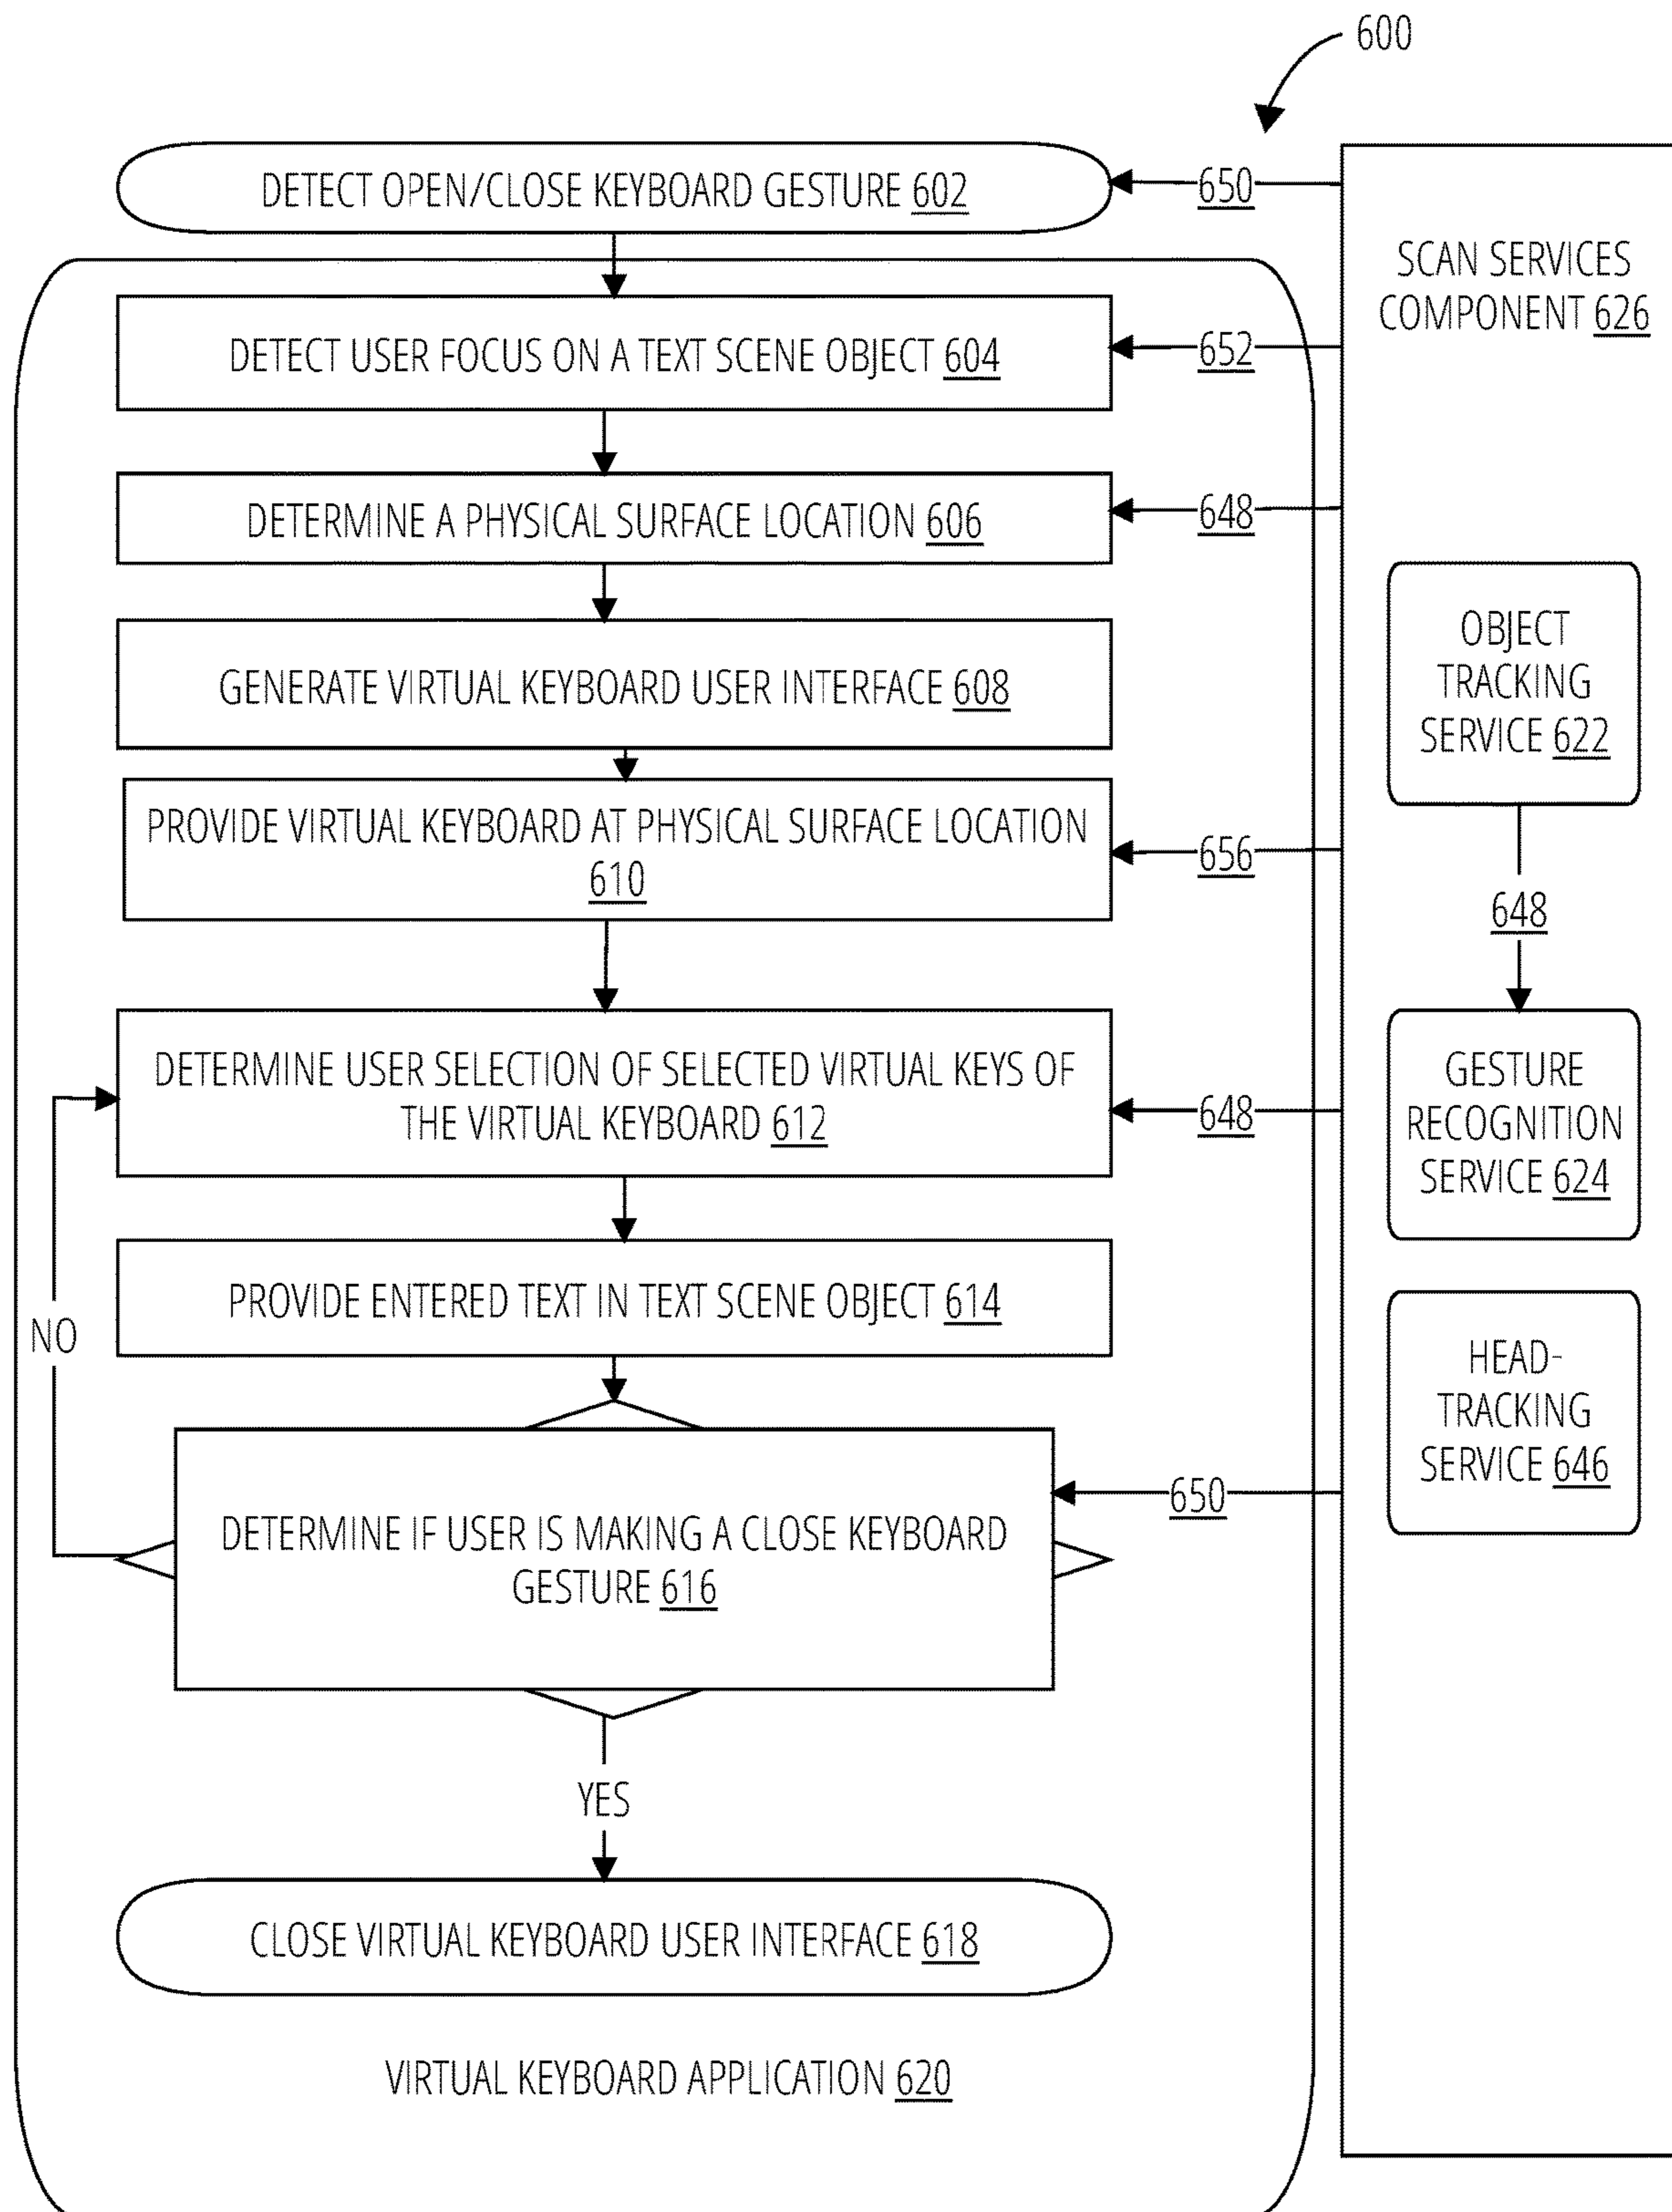 600
DETECT OPEN/CLOSE KEYBOARD GESTURE 602
650
SCAN SERVICES
COMPONENT 626
DETECT USER FOCUS ON A TEXT SCENE OBJECT 604
652
DETERMINE A PHYSICAL SURFACE LOCATION 606
648
OBJECT
TRACKING
SERVICE 622
GENERATE VIRTUAL KEYBOARD USER INTERFACE 608
PROVIDE VIRTUAL KEYBOARD AT PHYSICAL SURFACE LOCATION
610
656
648
DETERMINE USER SELECTION OF SELECTED VIRTUAL KEYS OF
THE VIRTUAL KEYBOARD 612
648
GESTURE
RECOGNITION
SERVICE 624
PROVIDE ENTERED TEXT IN TEXT SCENE OBJECT 614
NO
HEAD-
TRACKING
SERVICE 646
DETERMINE IF USER IS MAKING A CLOSE KEYBOARD
GESTURE 616
650
YES
CLOSE VIRTUAL KEYBOARD USER INTERFACE 618
VIRTUAL KEYBOARD APPLICATION 620